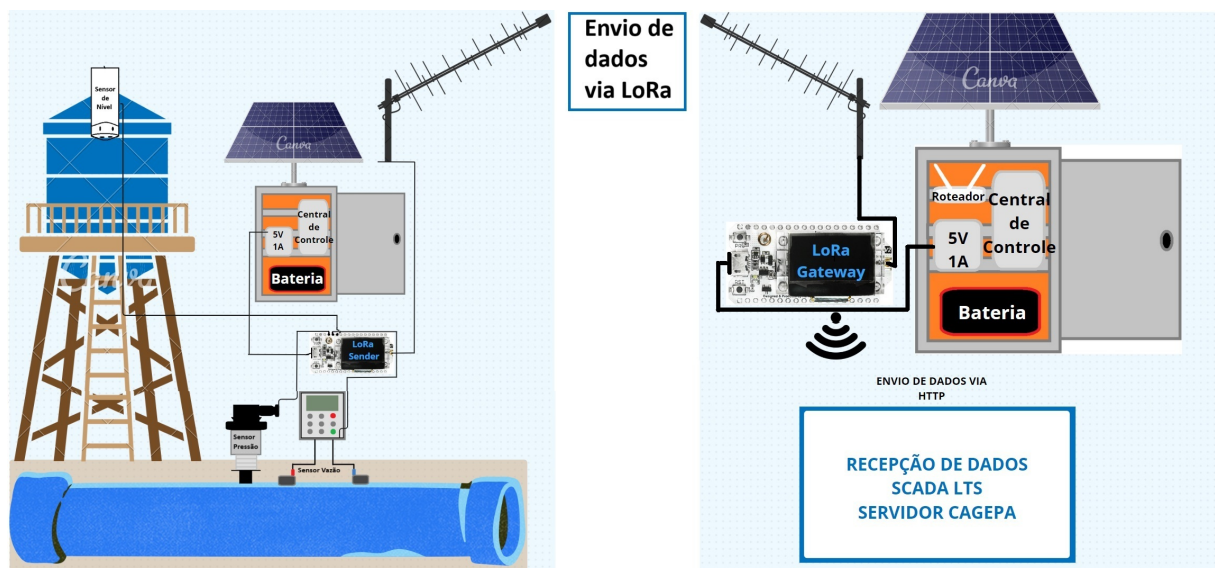 Sensor
de
Nível
Canva
Central
de
Controle
5V
1A
Bateria
Canva
LoRa
Sender
Sensor
Pressão
Sensor Vazão
Envio de
dados
via LoRa
Canva
Roteador
Central
de
Controle
5V
1A
Bateria
LoRa
Gateway
ENVIO DE DADOS VIA
HTTP
RECEPÇÃO DE DADOS
SCADA LTS
SERVIDOR CAGEPA